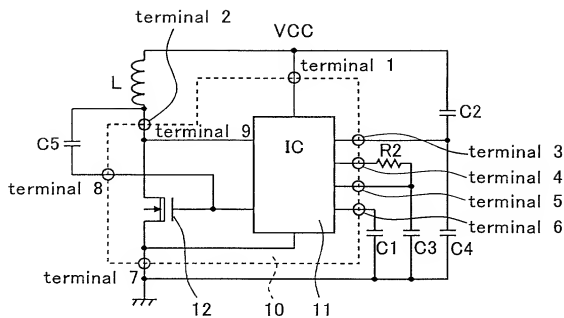 terminal 2
VCC
terminal 1
L
C2
terminal 9
C5
IC
terminal 3
R2
terminal 4
terminal 8
terminal 5
terminal 6
C1
C3
C4
terminal 7
12
10
11